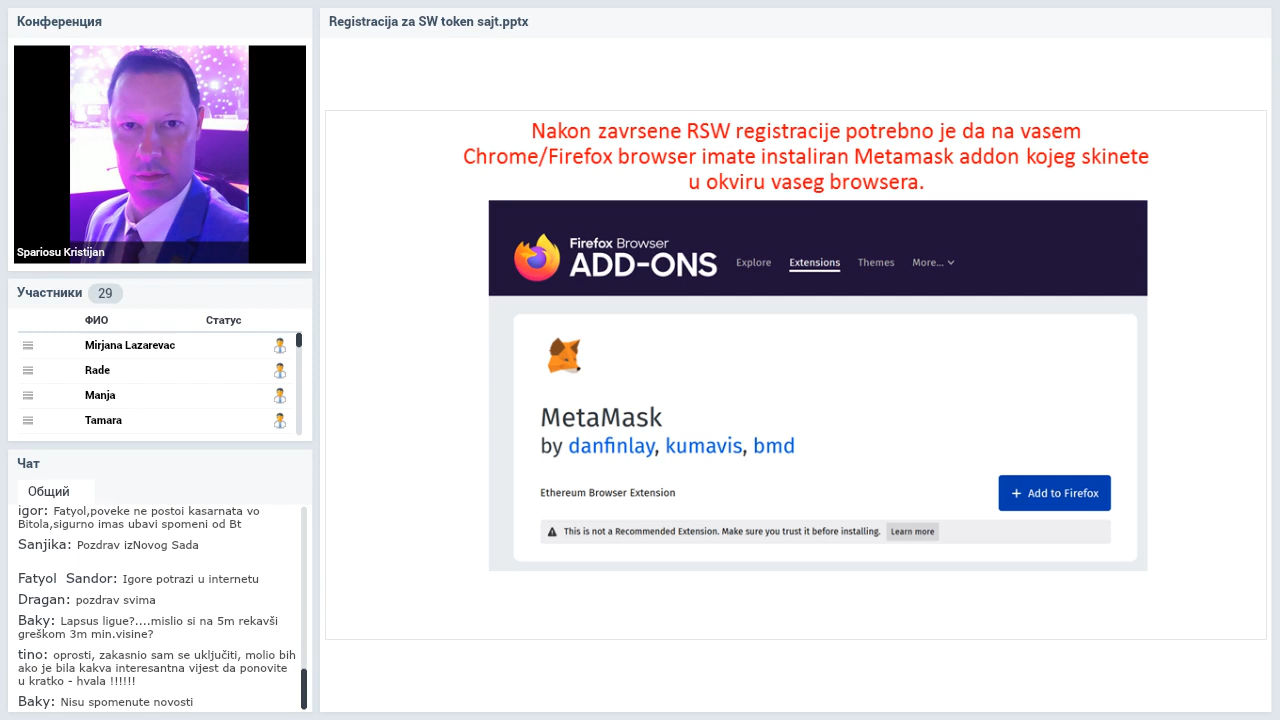 Конференция
Spariosu Kristijan
Участники 29
ФИО Статус
Mirjana Lazarevac
Rade
Manja
Tamara
Чат
Общий
igor: Fatyol,poveke ne postoi kasarnata vo
Bitola,sigurno imas ubavi spomeni od Bt
Sanjika: Pozdrav izNovog Sada
Fatyol Sandor: Igore potrazi u internetu
Dragan: pozdrav svima
Baky: Lapsus ligue?....mislio si na 5m rekavši
greškom 3m min.visine?
tino: oprosti, zakasnio sam se uključiti, molio bih
ako je bila kakva interesantna vijest da ponovite
u kratko - hvala !!!!!!
Baky: Nisu spomenute novosti
Registracija za SW token sajt.pptx
Nakon zavrsene RSW registracije potrebno je da na vasem
Chrome/Firefox browser imate instaliran Metamask addon kojeg skinete
u okviru vaseg browsera.
Firefox Browser
ADD-ONS Explore Extensions Themes More...
MetaMask
by danfinlay, kumavis, bmd
Ethereum Browser Extension
+ Add to Firefox
This is not a Recommended Extension. Make sure you trust it before installing. Learn more